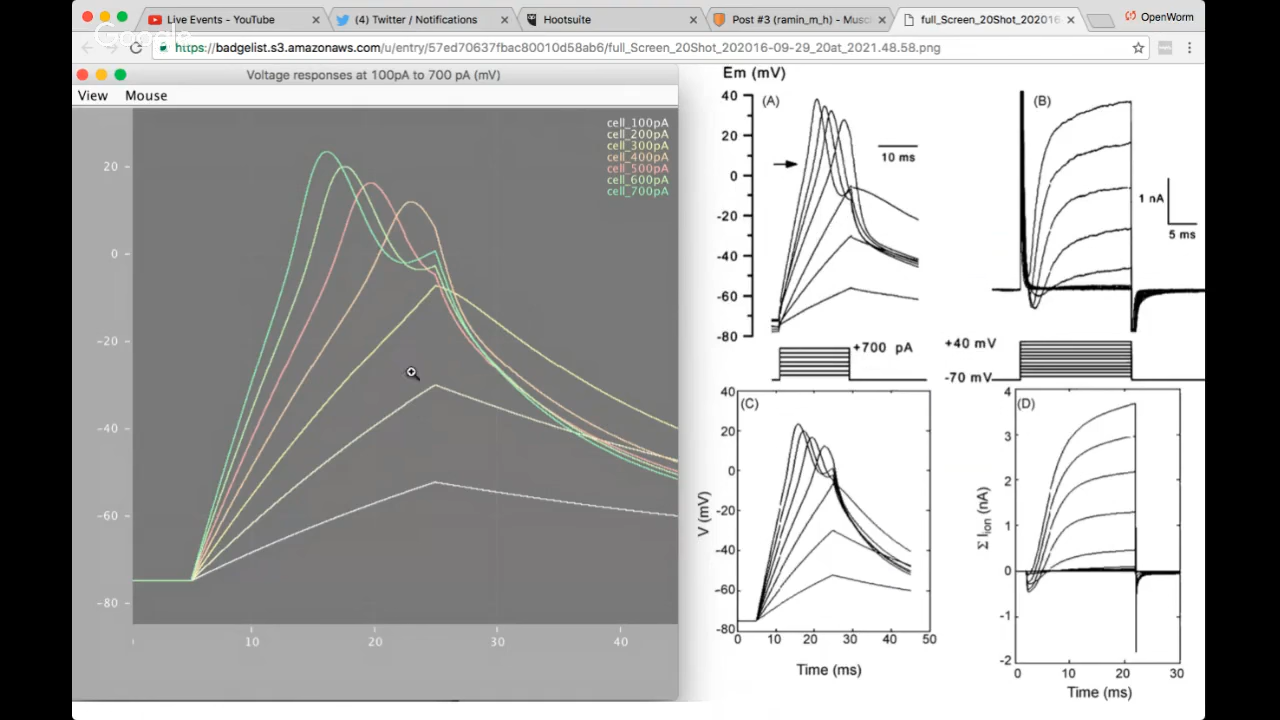 Live Events - YouTube
(4) Twitter / Notifications
Hootsuite
Post #3 (ramin_m_h) - Musc
full_Screen_20Shot_202016
OpenWorm
Google
https://badgelist.s3.amazonaws.com/u/entry/57ed70637fbac80010d58ab6/full_Screen_20Shot_202016-09-29_20at_2021.48.58.png
Voltage responses at 100pA to 700 pA (mV)
View Mouse
cell_100pA
cell_200pA
cell_300pA
cell_400pA
cell_500pA
cell_600pA
cell_700pA
20
0
-20
-40
-60
-80
10 20 30 40
Em (mV)
(A)
40
20
0
-20
-40
-60
-80
10 ms
+700 pA
(B)
1 nA
5 ms
+40 mV
-70 mV
(C)
40
20
0
-20
-40
-60
-80
V (mV)
0 10 20 30 40 50
Time (ms)
(D)
4
3
2
1
0
-1
-2
Σ Iion (nA)
0 10 20 30
Time (ms)